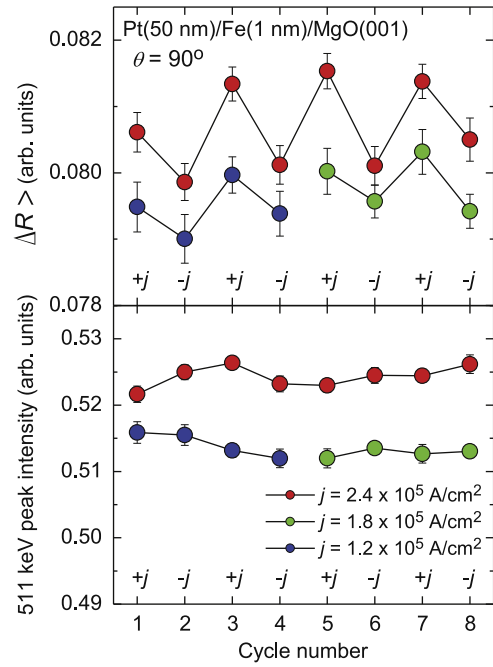 Pt(50 nm)/Fe(1 nm)/MgO(001)
θ = 90°
0.082
0.080
0.078
ΔR > (arb. units)
+j -j +j -j +j -j +j -j
0.53
0.52
0.51
0.50
0.49
511 keV peak intensity (arb. units)
j = 2.4 x 10⁵ A/cm²
j = 1.8 x 10⁵ A/cm²
j = 1.2 x 10⁵ A/cm²
+j -j +j -j +j -j +j -j
1 2 3 4 5 6 7 8
Cycle number